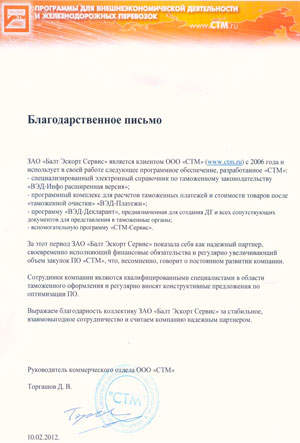 ПРОГРАММЫ ДЛЯ ВНЕШНЕЭКОНОМИЧЕСКОЙ ДЕЯТЕЛЬНОСТИ
И ЖЕЛЕЗНОДОРОЖНЫХ ПЕРЕВОЗОК
www.СТМ.ru
Благодарственное письмо
ЗАО «Балт Эскорт Сервис» является клиентом ООО «СТМ» (www.ctm.ru) с 2006 года и
использует в своей работе следующее программное обеспечение, разработанное «СТМ»:
- специализированный электронный справочник по таможенному законодательству
«ВЭД-Инфо расширенная версия»;
- программный комплекс для расчетов таможенных платежей и стоимости товаров после
«таможенной очистки» «ВЭД-Платежи»;
- программу «ВЭД-Декларант», предназначенная для создания ДТ и всех сопутствующих
документов для представления в таможенные органы;
- вспомогательную программу «СТМ-Сервис».
За этот период ЗАО «Балт Эскорт Сервис» показала себя как надежный партнер,
своевременно исполняющий финансовые обязательства и регулярно увеличивающий
объем закупок ПО «СТМ», что, несомненно, говорит о постоянном развитии компании.
Сотрудники компании являются квалифицированными специалистами в области
таможенного оформления и регулярно вносят конструктивные предложения по
оптимизации ПО.
Выражаем благодарность коллективу ЗАО «Балт Эскорт Сервис» за стабильное,
взаимовыгодное сотрудничество и считаем компанию надежным партнером.
Руководитель коммерческого отдела ООО «СТМ»
Торгашов Д. В.
"СТМ"
10.02.2012.